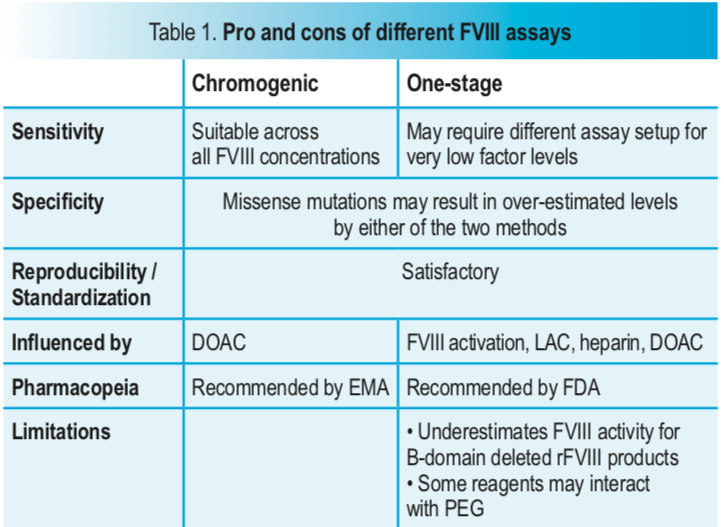 Table 1. Pro and cons of different FVIII assays
Chromogenic One-stage
Sensitivity
Suitable across
all FVIII concentrations
May require different assay setup for
very low factor levels
Specificity
Missense mutations may result in over-estimated levels
by either of the two methods
Reproducibility /
Standardization
Satisfactory
Influenced by
DOAC
FVIII activation, LAC, heparin, DOAC
Pharmacopeia
Recommended by EMA
Recommended by FDA
Limitations
• Underestimates FVIII activity for
B-domain deleted rFVIII products
• Some reagents may interact
with PEG